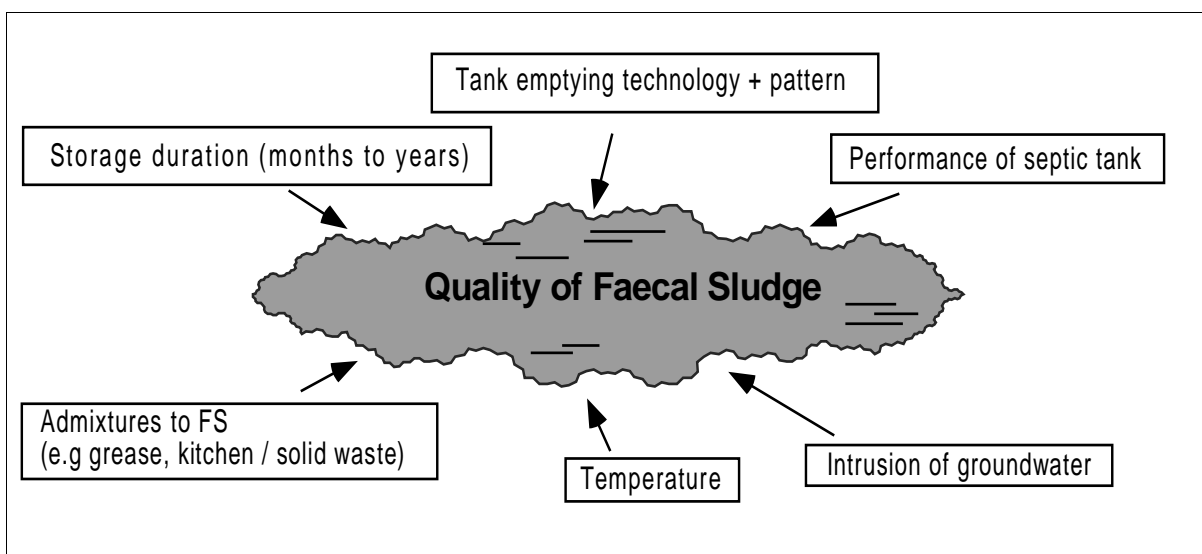 Tank emptying technology + pattern
Storage duration (months to years)
Performance of septic tank
Quality of Faecal Sludge
Admixtures to FS
(e.g grease, kitchen / solid waste)
Temperature
Intrusion of groundwater